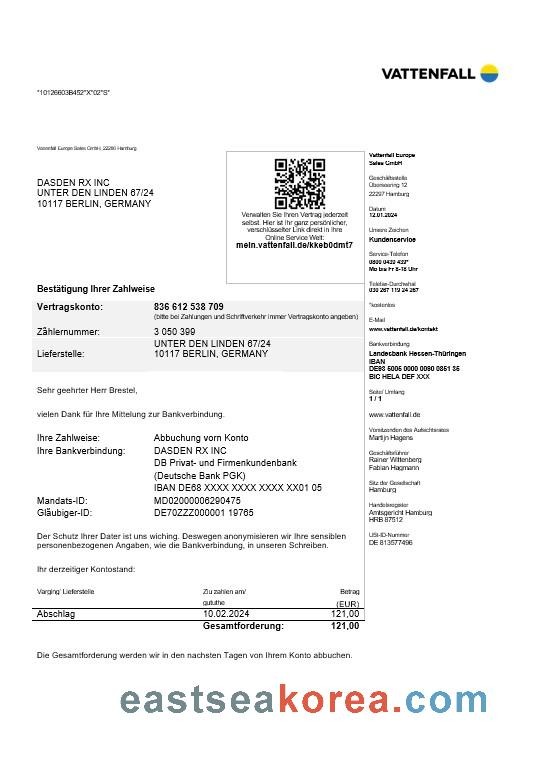 VATTENFALL
*10126603B452*X*02*S*
Vattenfall Europe Sales GmbH, 22280 Hamburg
DASDEN RX INC
UNTER DEN LINDEN 67/24
10117 BERLIN, GERMANY
Verwalten Sie Ihren Vertrag jederzeit
selbst. Hier ist Ihr ganz persönlicher,
verschlüsselter Link direkt in Ihre
Online Service Welt:
mein.vattenfall.de/kkeb0dmt7
Vattenfall Europe
Sales GmbH
Geschäftsstelle
Überseering 12
22297 Hamburg
Datum
12.01.2024
Unsere Zeichen
Kundenservice
Service-Telefon
0800 0439 439*
Mo bis Fr 8-18 Uhr
Telefax-Durchwahl
030 267 119 24 267
*kostenlos
E-Mail
www.vattenfall.de/kontakt
Bankverbindung
Landesbank Hessen-Thüringen
IBAN
DE93 5005 0000 0090 0851 35
BIC HELA DEF XXX
Seite/ Umfang
1 / 1
www.vattenfall.de
Vorsitzenden des Aufsichtsrates
Martijn Hagens
Geschäftsführer
Rainer Wittenberg
Fabian Hagmann
Sitz der Gesellschaft
Hamburg
Handelsregister
Amtsgericht Hamburg
HRB 87512
USt-ID-Nummer
DE 813577496
Bestätigung Ihrer Zahlweise
Vertragskonto: 836 612 538 709
(bitte bei Zahlungen und Schriftverkehr immer Vertragskonto angeben)
Zählernummer: 3 050 399
UNTER DEN LINDEN 67/24
Lieferstelle: 10117 BERLIN, GERMANY
Sehr geehrter Herr Brestel,
vielen Dank für Ihre Mittelung zur Bankverbindung.
Ihre Zahlweise: Abbuchung vorn Konto
Ihre Bankverbindung: DASDEN RX INC
DB Privat- und Firmenkundenbank
(Deutsche Bank PGK)
IBAN DE68 XXXX XXXX XXXX XX01 05
Mandats-ID: MD02000006290475
Gläubiger-ID: DE70ZZZ000001 19765
Der Schutz Ihrer Datei ist uns wiching. Deswegen anonymisieren wir Ihre sensiblen
personenbezogenen Angaben, wie die Bankverbindung, in unseren Schreiben.
Ihr derzeitiger Kontostand:
Varging' Lieferstelle Ziu zahlen am/ Betrag
gututhe (EUR)
Abschlag 10.02.2024 121,00
Gesamtforderung: 121,00
Die Gesamtforderung werden wir in den nachsten Tagen von Ihrem Konto abbuchen.
eastseakorea.com